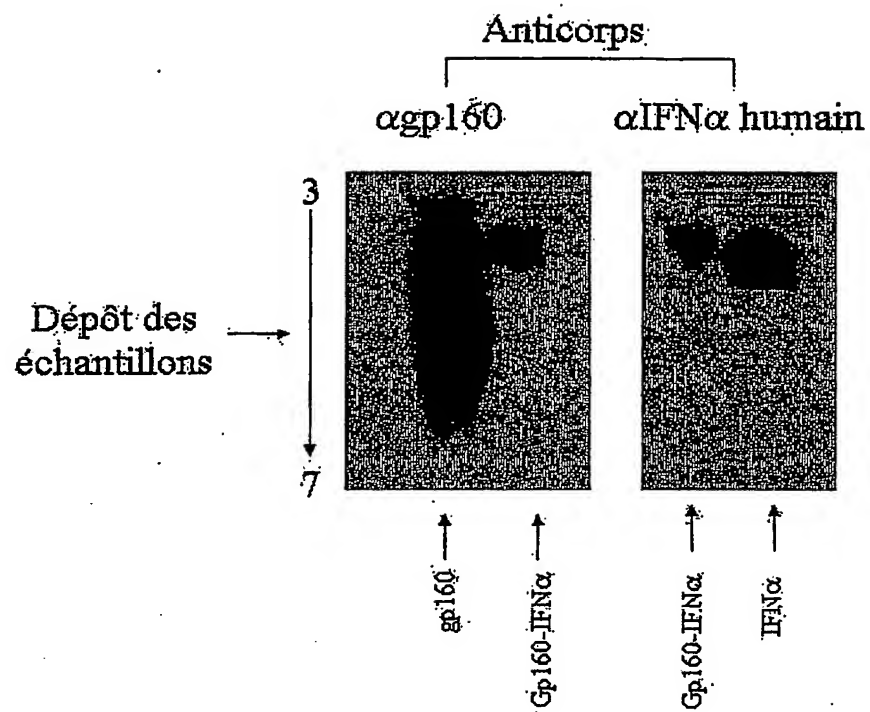 Anticorps
αgp160
αIFNα humain
3
Dépôt des
échantillons
7
gp160
Gp160-IFNα
Gp160-IFNα
IFNα